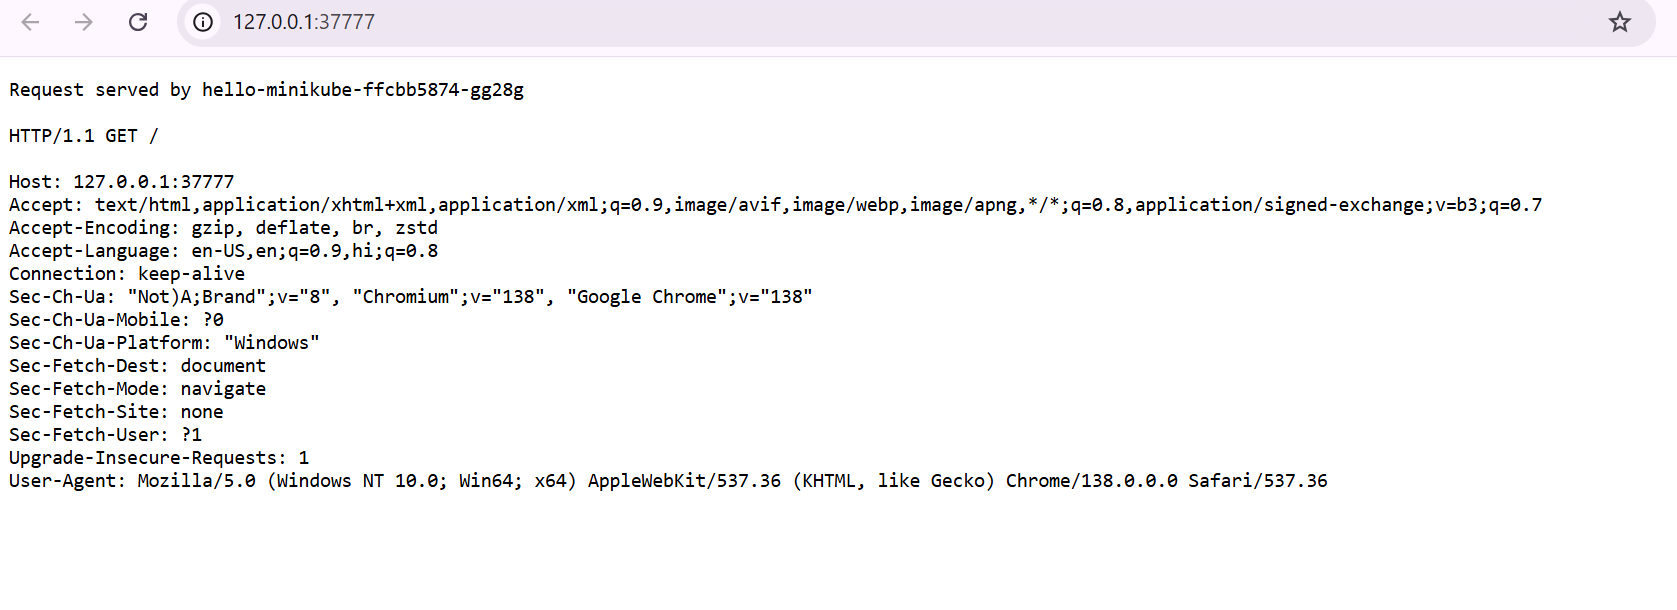 127.0.0.1:37777
Request served by hello-minikube-ffcbb5874-gg28g
HTTP/1.1 GET /
Host: 127.0.0.1:37777
Accept: text/html,application/xhtml+xml,application/xml;q=0.9,image/avif,image/webp,image/apng,*/*;q=0.8,application/signed-exchange;v=b3;q=0.7
Accept-Encoding: gzip, deflate, br, zstd
Accept-Language: en-US,en;q=0.9,hi;q=0.8
Connection: keep-alive
Sec-Ch-Ua: "Not)A;Brand";v="8", "Chromium";v="138", "Google Chrome";v="138"
Sec-Ch-Ua-Mobile: ?0
Sec-Ch-Ua-Platform: "Windows"
Sec-Fetch-Dest: document
Sec-Fetch-Mode: navigate
Sec-Fetch-Site: none
Sec-Fetch-User: ?1
Upgrade-Insecure-Requests: 1
User-Agent: Mozilla/5.0 (Windows NT 10.0; Win64; x64) AppleWebKit/537.36 (KHTML, like Gecko) Chrome/138.0.0.0 Safari/537.36